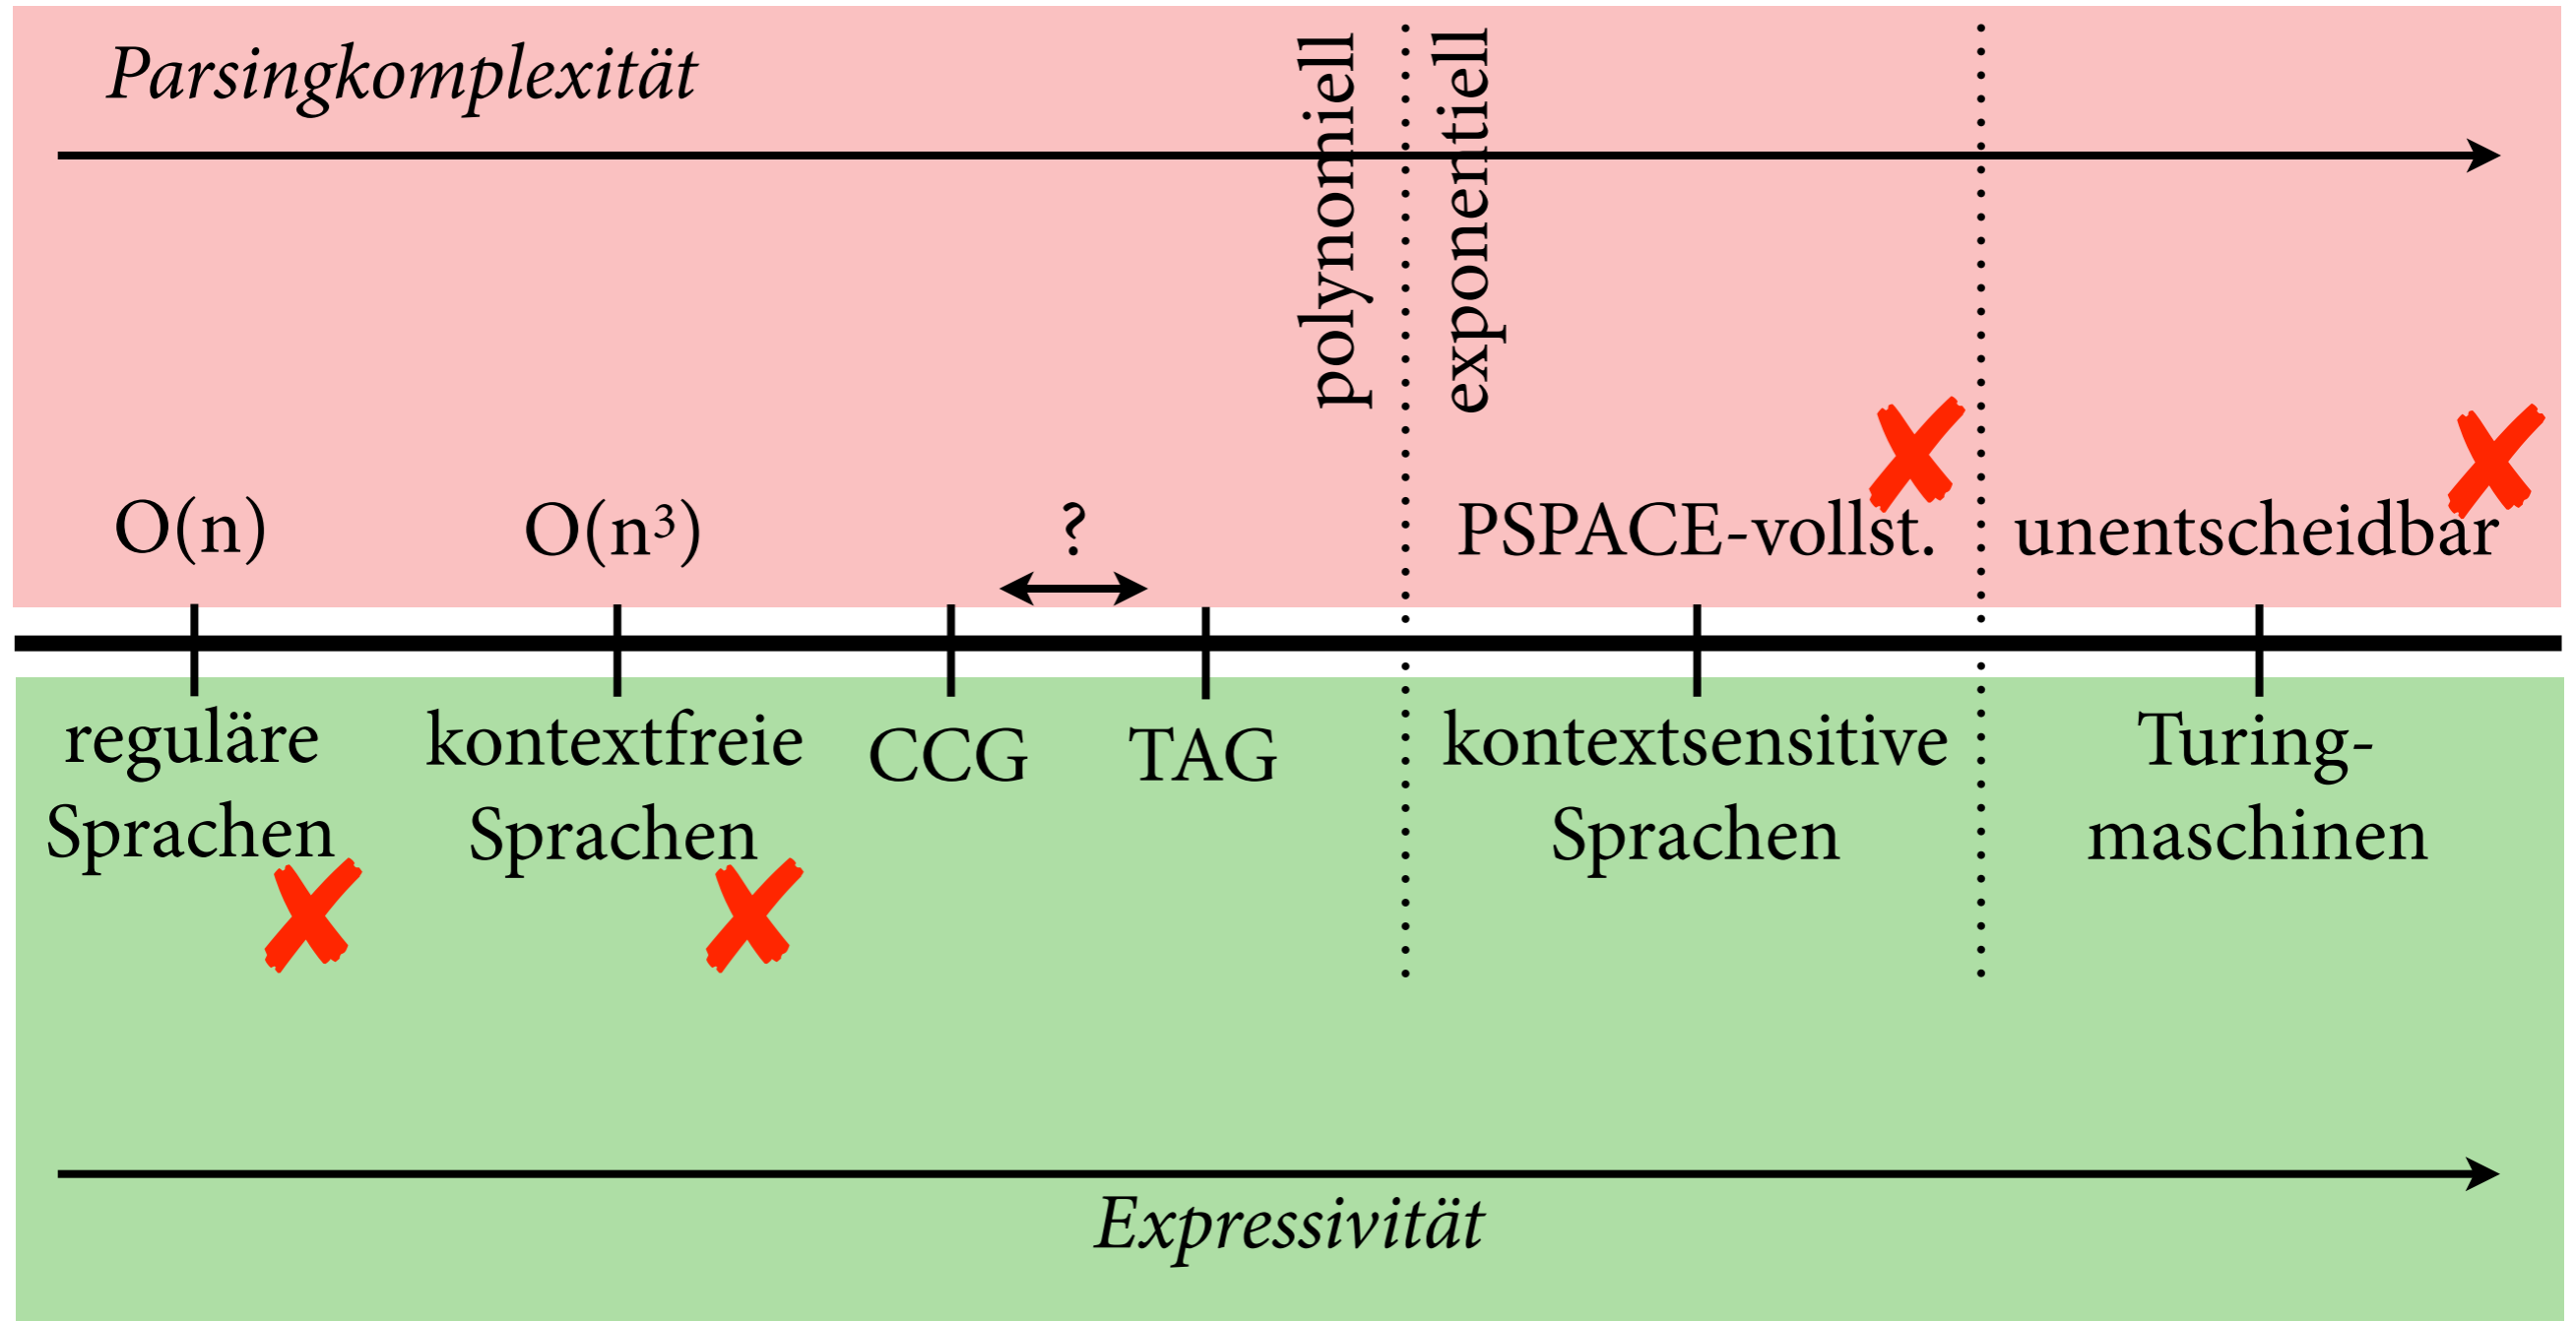 Parsingkomplexität
polynomiell
exponentiell
O(n)
O(n³)
?
PSPACE-vollst.
unentscheidbar
reguläre
Sprachen
kontextfreie
Sprachen
CCG
TAG
kontextsensitive
Sprachen
Turing-
maschinen
Expressivität